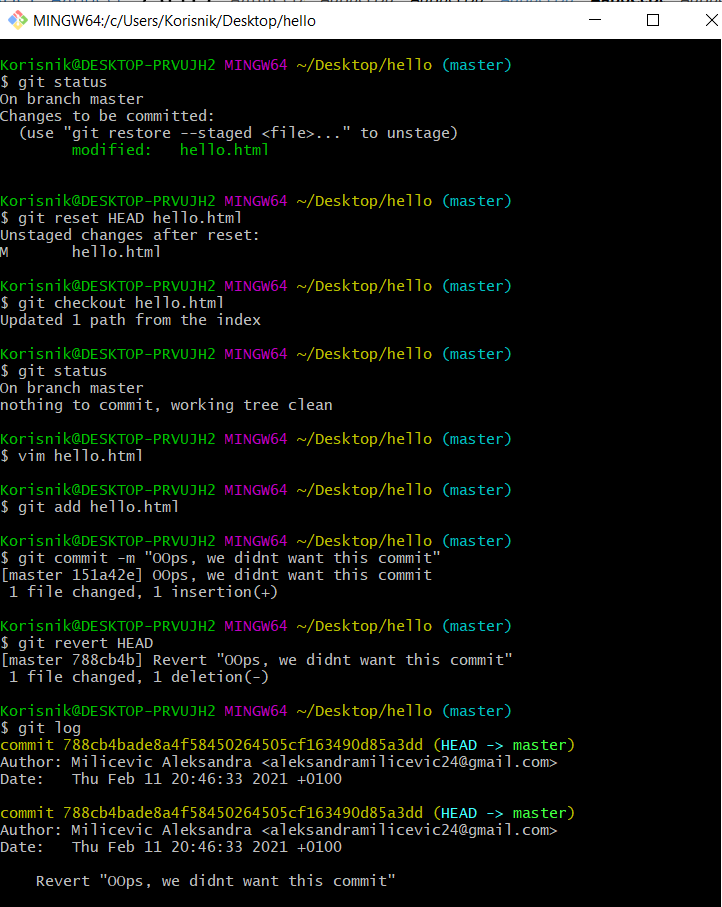 MINGW64:/c/Users/Korisnik/Desktop/hello
Korisnik@DESKTOP-PRVUJH2 MINGW64 ~/Desktop/hello (master)
$ git status
On branch master
Changes to be committed:
  (use "git restore --staged <file>..." to unstage)
        modified:   hello.html
Korisnik@DESKTOP-PRVUJH2 MINGW64 ~/Desktop/hello (master)
$ git reset HEAD hello.html
Unstaged changes after reset:
M       hello.html
Korisnik@DESKTOP-PRVUJH2 MINGW64 ~/Desktop/hello (master)
$ git checkout hello.html
Updated 1 path from the index
Korisnik@DESKTOP-PRVUJH2 MINGW64 ~/Desktop/hello (master)
$ git status
On branch master
nothing to commit, working tree clean
Korisnik@DESKTOP-PRVUJH2 MINGW64 ~/Desktop/hello (master)
$ vim hello.html
Korisnik@DESKTOP-PRVUJH2 MINGW64 ~/Desktop/hello (master)
$ git add hello.html
Korisnik@DESKTOP-PRVUJH2 MINGW64 ~/Desktop/hello (master)
$ git commit -m "OOps, we didnt want this commit"
[master 151a42e] OOps, we didnt want this commit
 1 file changed, 1 insertion(+)
Korisnik@DESKTOP-PRVUJH2 MINGW64 ~/Desktop/hello (master)
$ git revert HEAD
[master 788cb4b] Revert "OOps, we didnt want this commit"
 1 file changed, 1 deletion(-)
Korisnik@DESKTOP-PRVUJH2 MINGW64 ~/Desktop/hello (master)
$ git log
commit 788cb4bade8a4f58450264505cf163490d85a3dd (HEAD -> master)
Author: Milicevic Aleksandra <aleksandramilicevic24@gmail.com>
Date:   Thu Feb 11 20:46:33 2021 +0100
commit 788cb4bade8a4f58450264505cf163490d85a3dd (HEAD -> master)
Author: Milicevic Aleksandra <aleksandramilicevic24@gmail.com>
Date:   Thu Feb 11 20:46:33 2021 +0100
    Revert "OOps, we didnt want this commit"